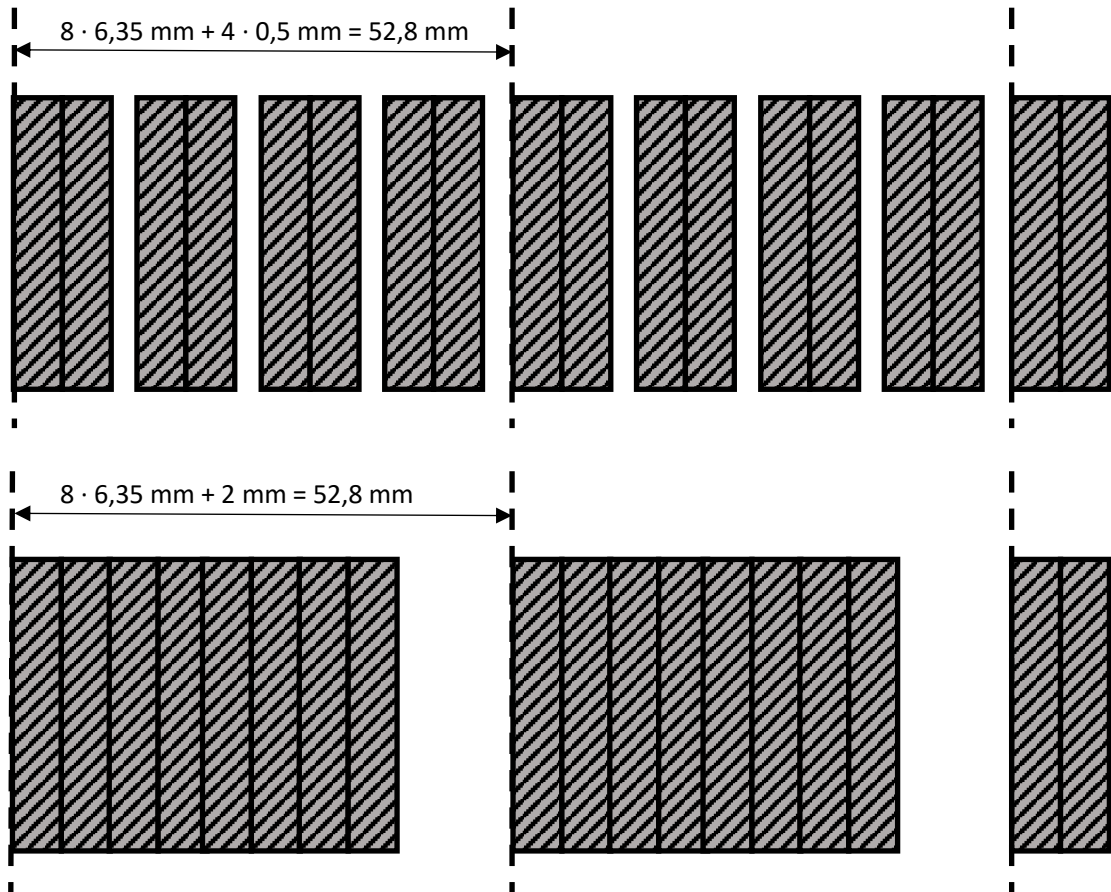 8 · 6,35 mm + 4 · 0,5 mm = 52,8 mm
8 · 6,35 mm + 2 mm = 52,8 mm